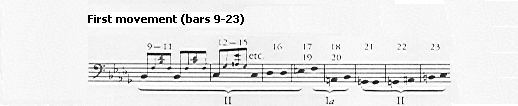 First movement (bars 9-23)
9 – 11 12 – 15 etc. 16 17 18 21 22 23
19 20
II Ia II